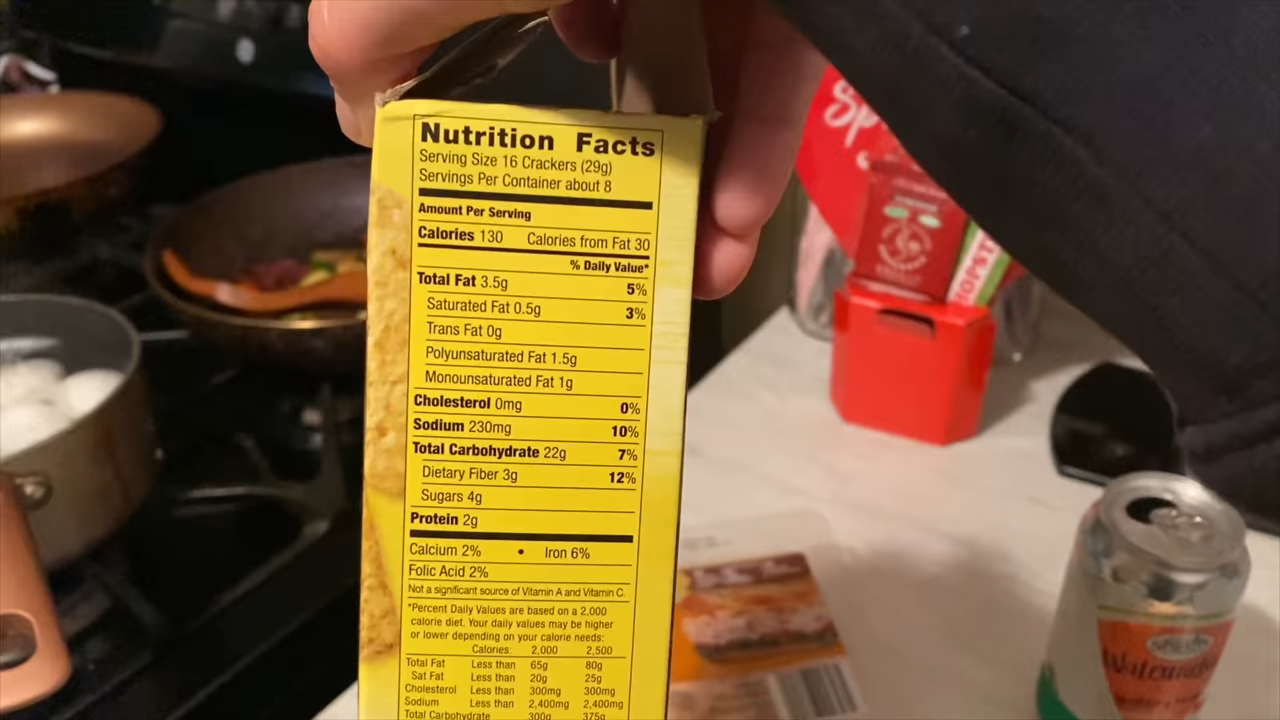 Nutrition Facts
Serving Size 16 Crackers (29g)
Servings Per Container about 8
Amount Per Serving
Calories 130 Calories from Fat 30
% Daily Value*
Total Fat 3.5g 5%
Saturated Fat 0.5g 3%
Trans Fat 0g
Polyunsaturated Fat 1.5g
Monounsaturated Fat 1g
Cholesterol 0mg 0%
Sodium 230mg 10%
Total Carbohydrate 22g 7%
Dietary Fiber 3g 12%
Sugars 4g
Protein 2g
Calcium 2% • Iron 6%
Folic Acid 2%
Not a significant source of Vitamin A and Vitamin C.
*Percent Daily Values are based on a 2,000
calorie diet. Your daily values may be higher
or lower depending on your calorie needs:
Calories: 2,000 2,500
Total Fat Less than 65g 80g
Sat Fat Less than 20g 25g
Cholesterol Less than 300mg 300mg
Sodium Less than 2,400mg 2,400mg
Total Carbohydrate 300g 375g